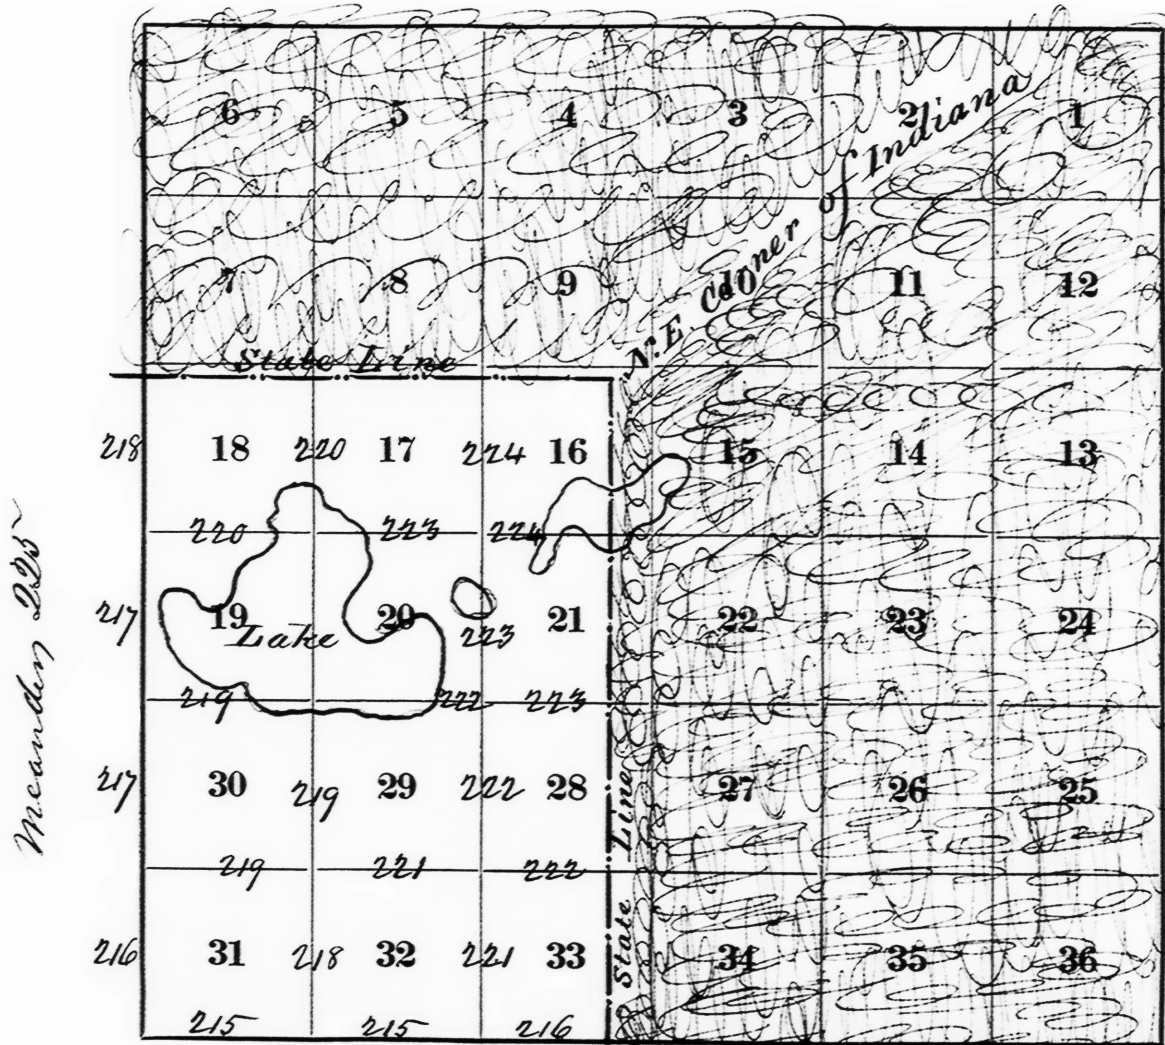 6 5 4 3 2 1
N.E. Coner of Indiana
7 8 9 10 11 12
State Line
218 18 220 17 224 16 15 14 13
220 223 224
217 19 20 21 22 23 24
Lake 223
219 222 223
Meander 225
217 30 219 29 222 28 27 26 25
State Line
219 221 222
216 31 218 32 221 33 34 35 36
215 215 216